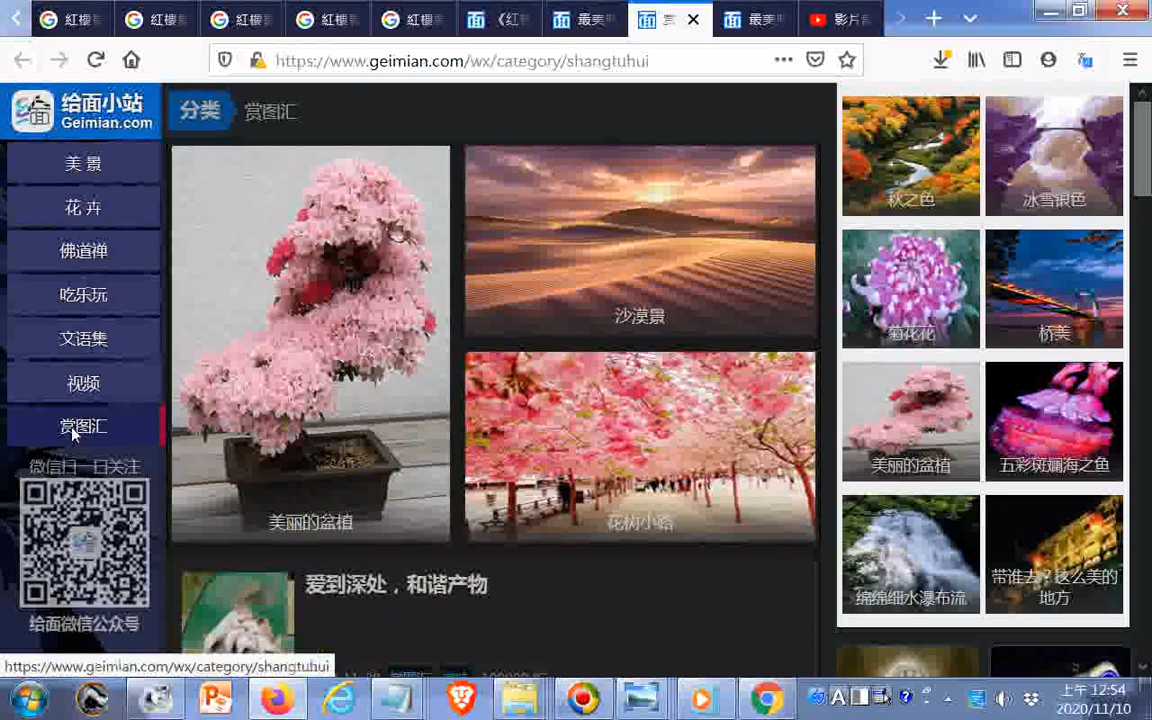 紅樓
紅樓
紅樓
紅樓
紅樓
《紅
最美
赏
最美
影片
https://www.geimian.com/wx/category/shangtuhui
给面小站
Geimian.com
美 景
花 卉
佛道禅
吃乐玩
文语集
视频
赏图汇
微信扫一扫关注
给面微信公众号
分类
赏图汇
美丽的盆植
沙漠景
花树小路
爱到深处，和谐产物
秋之色
冰雪银色
菊花花
桥美
美丽的盆植
五彩斑斓海之鱼
绵绵细水瀑布流
带谁去？这么美的
地方
https://www.geimian.com/wx/category/shangtuhui
A
上午 12:54
2020/11/10